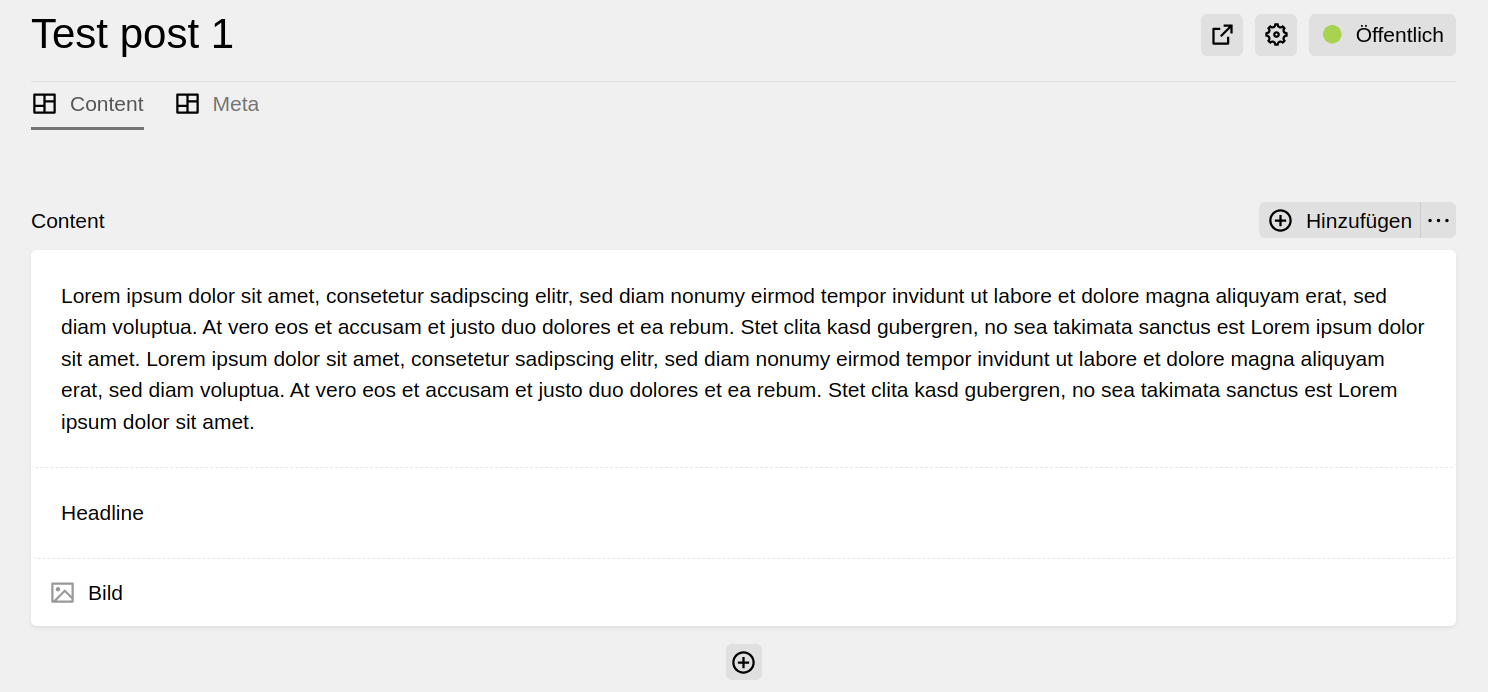 Test post 1
Öffentlich
Content
Meta
Content
Hinzufügen
Lorem ipsum dolor sit amet, consetetur sadipscing elitr, sed diam nonumy eirmod tempor invidunt ut labore et dolore magna aliquyam erat, sed
diam voluptua. At vero eos et accusam et justo duo dolores et ea rebum. Stet clita kasd gubergren, no sea takimata sanctus est Lorem ipsum dolor
sit amet. Lorem ipsum dolor sit amet, consetetur sadipscing elitr, sed diam nonumy eirmod tempor invidunt ut labore et dolore magna aliquyam
erat, sed diam voluptua. At vero eos et accusam et justo duo dolores et ea rebum. Stet clita kasd gubergren, no sea takimata sanctus est Lorem
ipsum dolor sit amet.
Headline
Bild